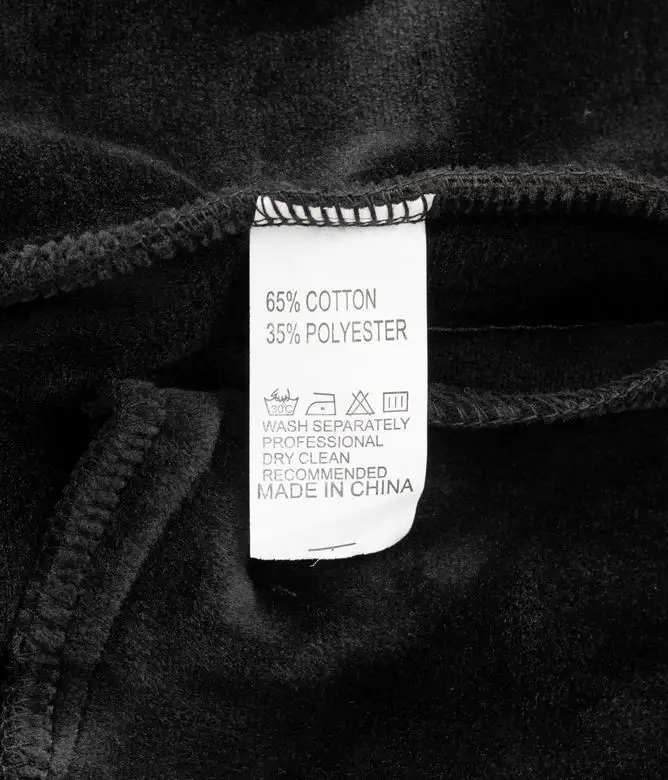 65% COTTON
35% POLYESTER
30°C
WASH SEPARATELY
PROFESSIONAL
DRY CLEAN
RECOMMENDED
MADE IN CHINA